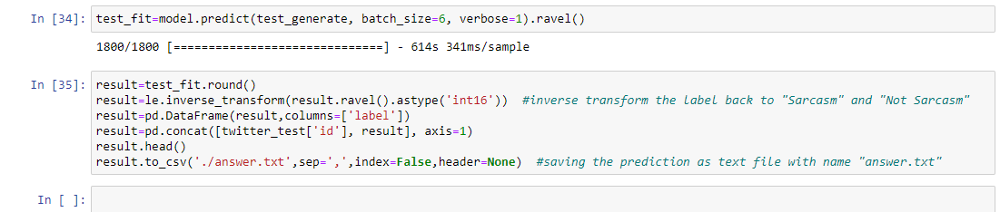 In [34]: test_fit=model.predict(test_generate, batch_size=6, verbose=1).ravel()
1800/1800 [==============================] - 614s 341ms/sample
In [35]: result=test_fit.round()
result=le.inverse_transform(result.ravel().astype('int16'))  #inverse transform the Label back to "Sarcasm" and "Not Sarcasm"
result=pd.DataFrame(result,columns=['label'])
result=pd.concat([twitter_test['id'], result], axis=1)
result.head()
result.to_csv('./answer.txt',sep=',',index=False,header=None)  #saving the prediction as text file with name "answer.txt"
In [ ]: